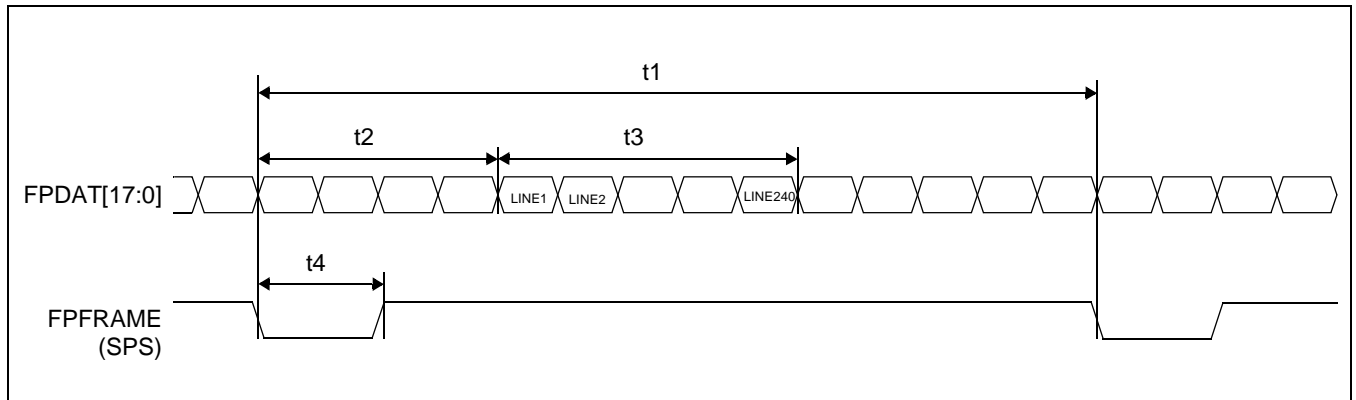 t1
t2 t3
FPDAT[17:0] LINE1 LINE2 LINE240
t4
FPFRAME
(SPS)